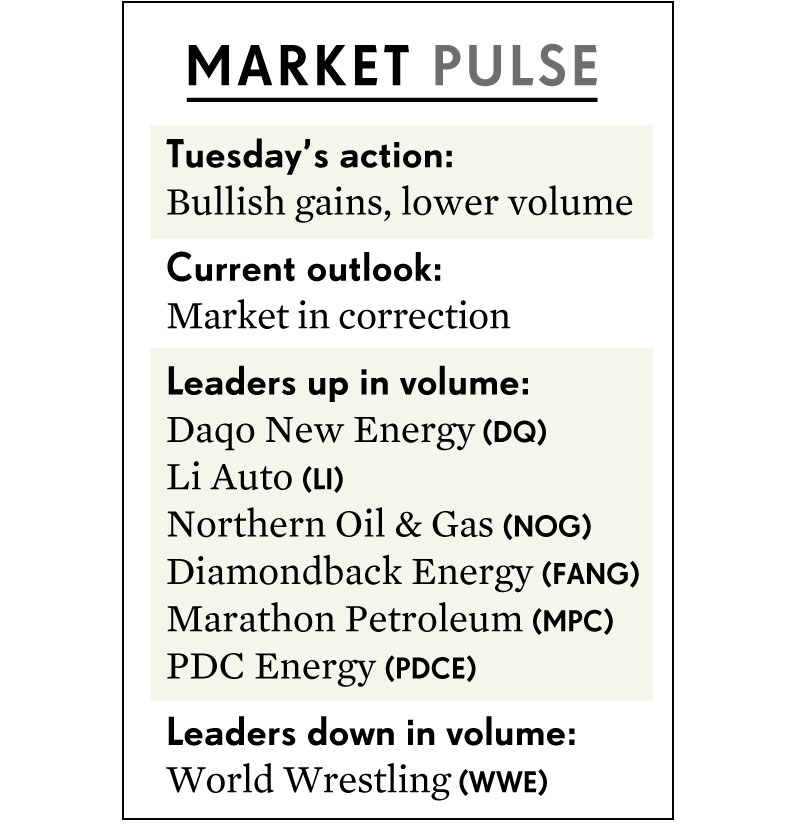 MARKET PULSE
Tuesday’s action:
Bullish gains, lower volume
Current outlook:
Market in correction
Leaders up in volume:
Daqo New Energy (DQ)
Li Auto (LI)
Northern Oil & Gas (NOG)
Diamondback Energy (FANG)
Marathon Petroleum (MPC)
PDC Energy (PDCE)
Leaders down in volume:
World Wrestling (WWE)